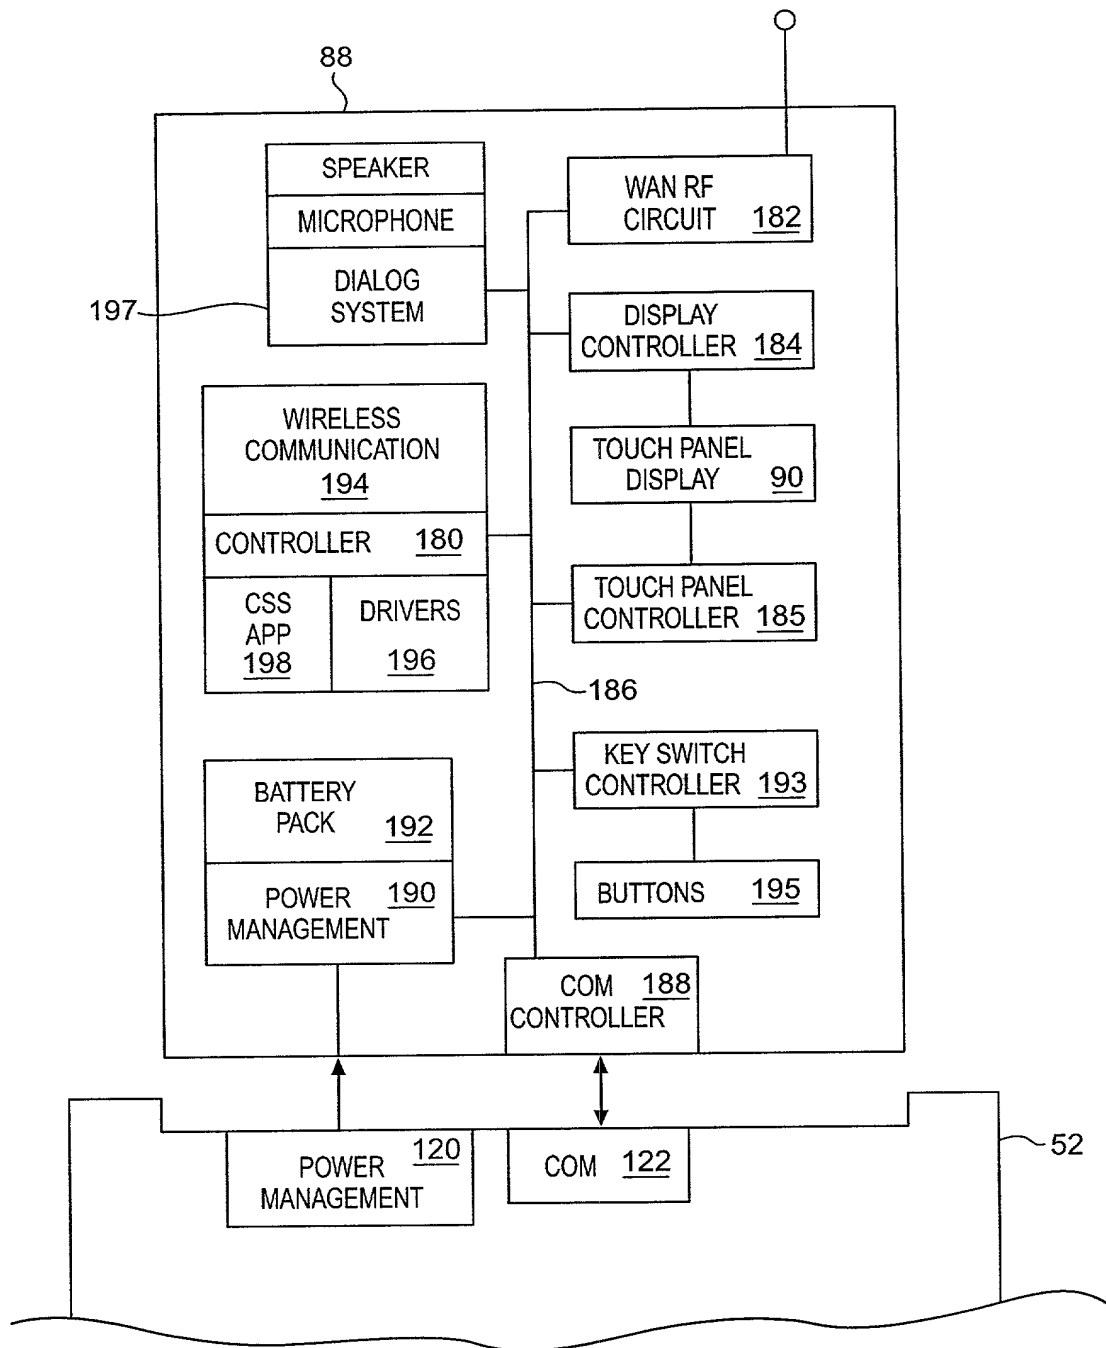 88
SPEAKER
MICROPHONE
DIALOG
SYSTEM
197
WAN RF
CIRCUIT 182
DISPLAY
CONTROLLER 184
TOUCH PANEL
DISPLAY 90
TOUCH PANEL
CONTROLLER 185
WIRELESS
COMMUNICATION
194
CONTROLLER 180
CSS
APP
198
DRIVERS
196
186
KEY SWITCH
CONTROLLER 193
BUTTONS 195
BATTERY
PACK 192
POWER 190
MANAGEMENT
COM 188
CONTROLLER
POWER 120
MANAGEMENT
COM 122
52